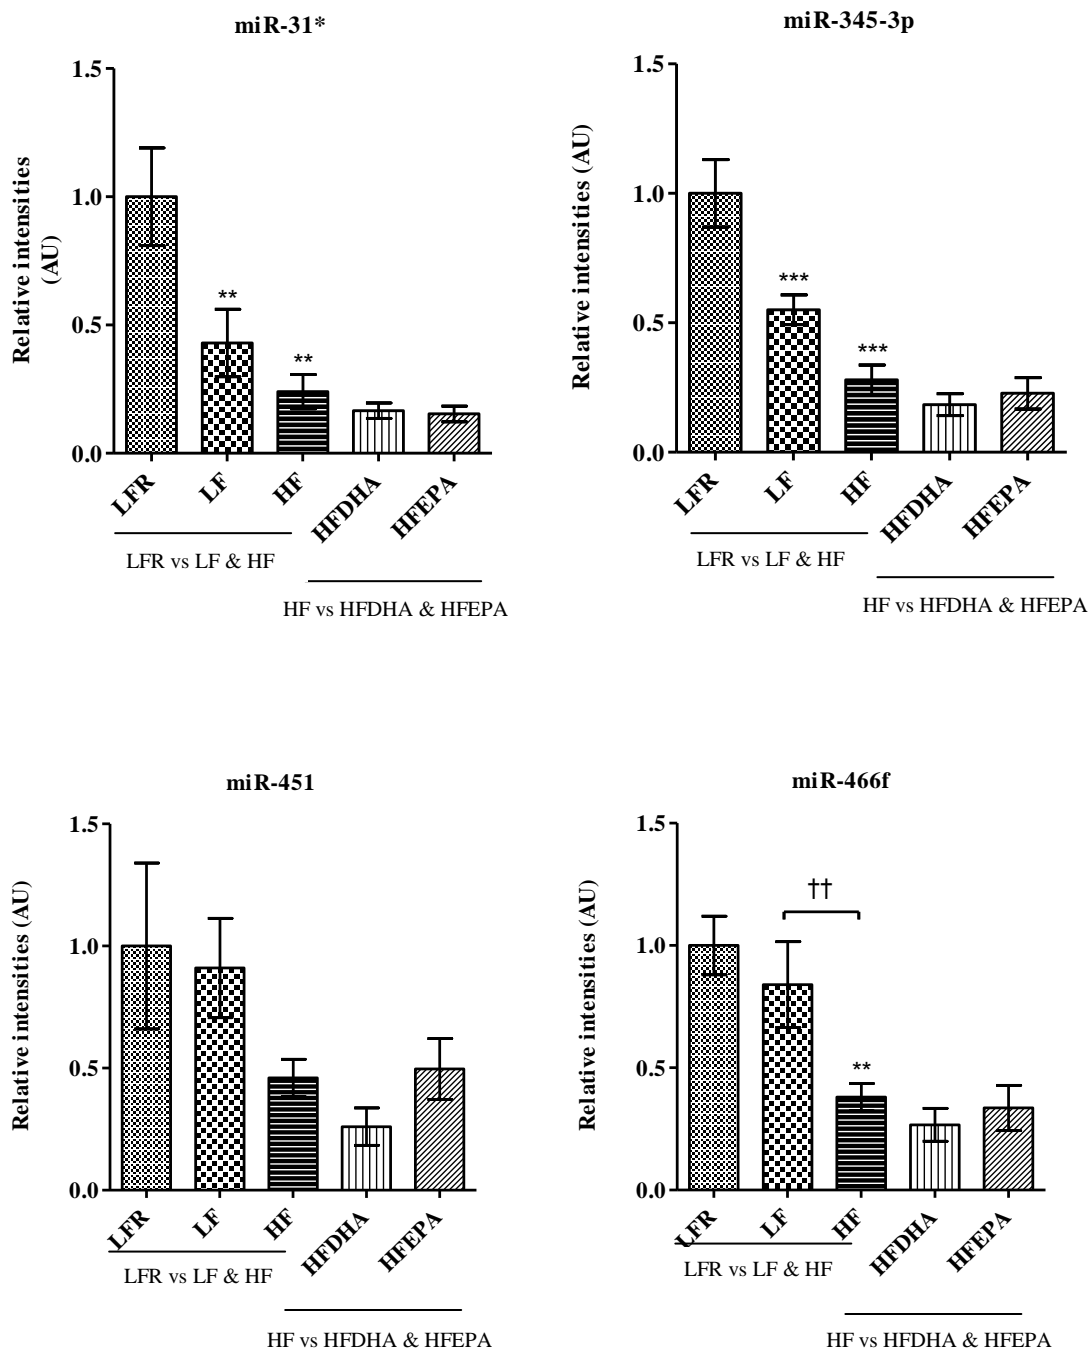 miR-31*
Relative intensities
(AU)
1.5
1.0
0.5
0.0
**
**
LFR
LF
HF
HFDHA
HFEPA
LFR vs LF & HF
HF vs HFDHA & HFEPA
miR-345-3p
Relative intensities (AU)
1.5
1.0
0.5
0.0
***
***
LFR
LF
HF
HFDHA
HFEPA
LFR vs LF & HF
HF vs HFDHA & HFEPA
miR-451
Relative intensities (AU)
1.5
1.0
0.5
0.0
LFR
LF
HF
HFDHA
HFEPA
LFR vs LF & HF
HF vs HFDHA & HFEPA
miR-466f
Relative intensities (AU)
1.5
1.0
0.5
0.0
††
**
LFR
LF
HF
HFDHA
HFEPA
LFR vs LF & HF
HF vs HFDHA & HFEPA